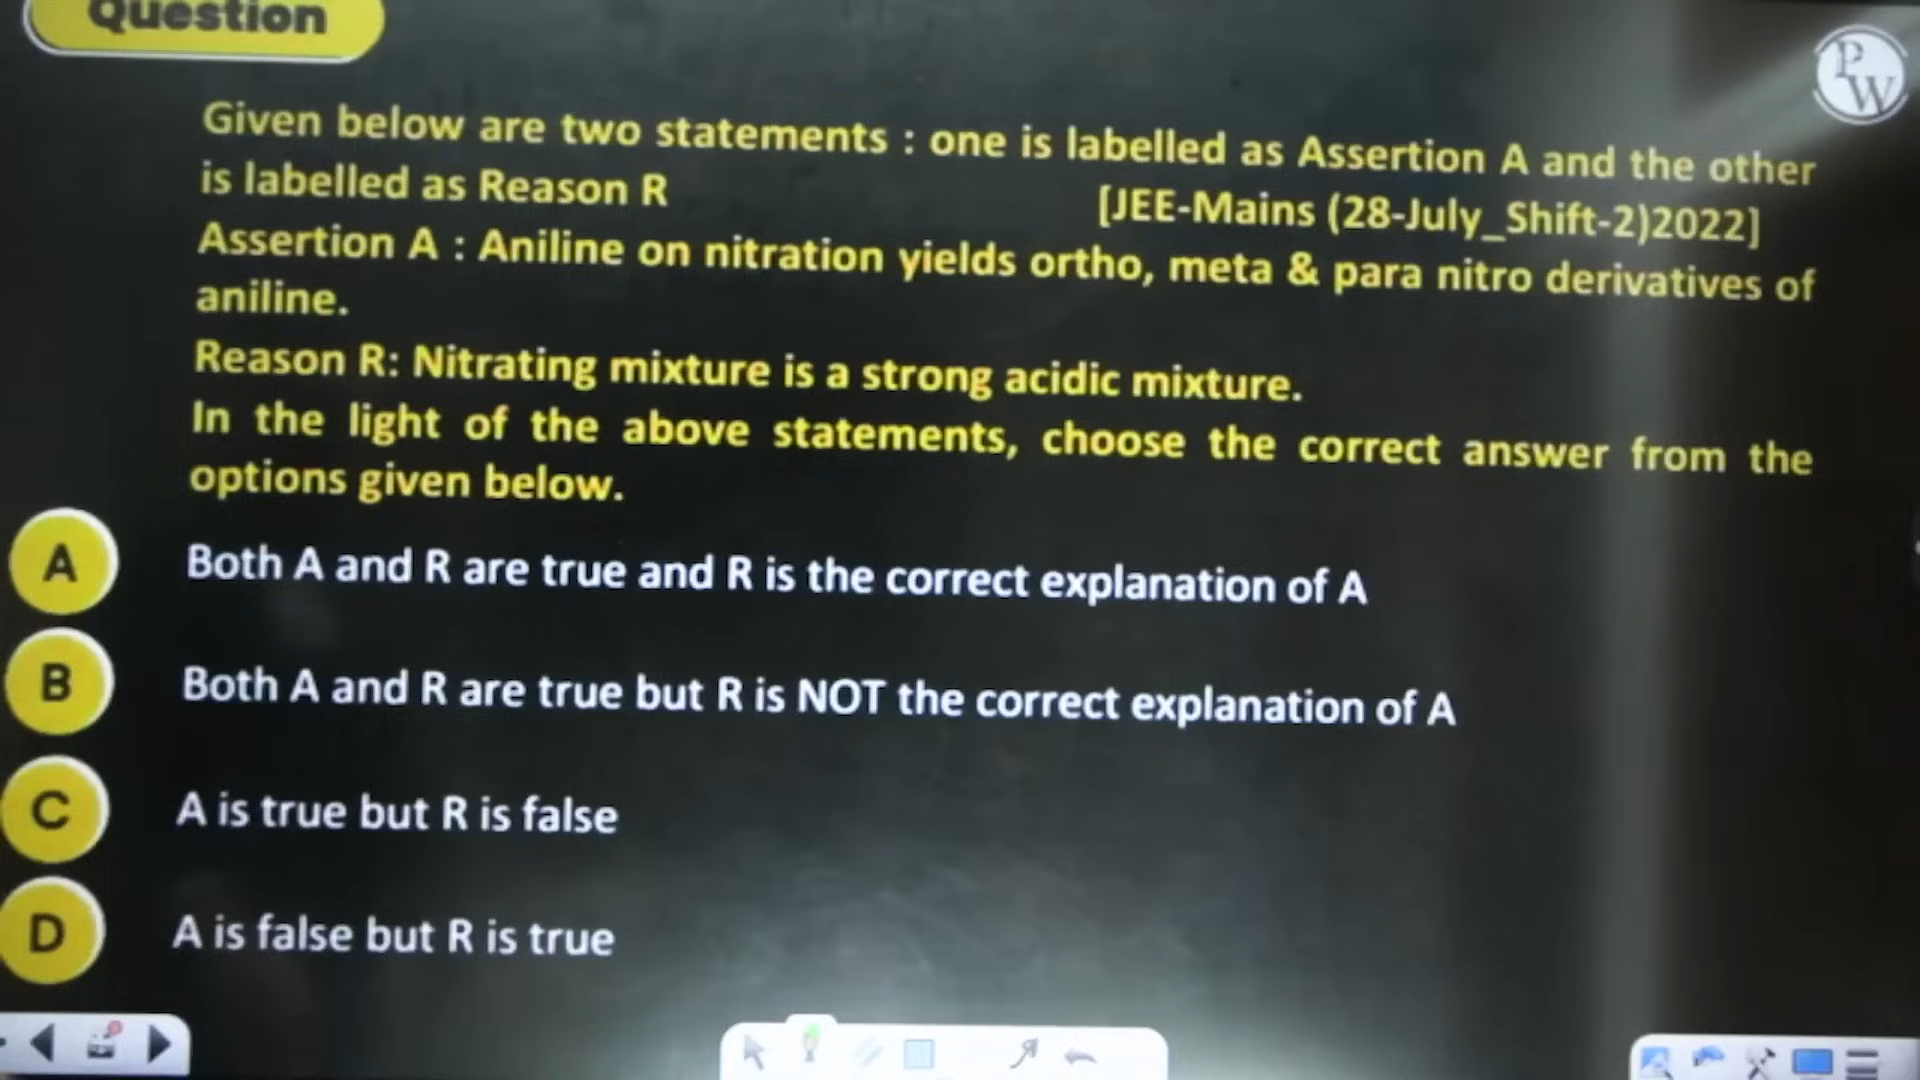 Question
P
W
Given below are two statements : one is labelled as Assertion A and the other
is labelled as Reason R [JEE-Mains (28-July_Shift-2)2022]
Assertion A : Aniline on nitration yields ortho, meta & para nitro derivatives of
aniline.
Reason R: Nitrating mixture is a strong acidic mixture.
In the light of the above statements, choose the correct answer from the
options given below.
A Both A and R are true and R is the correct explanation of A
B Both A and R are true but R is NOT the correct explanation of A
C A is true but R is false
D A is false but R is true